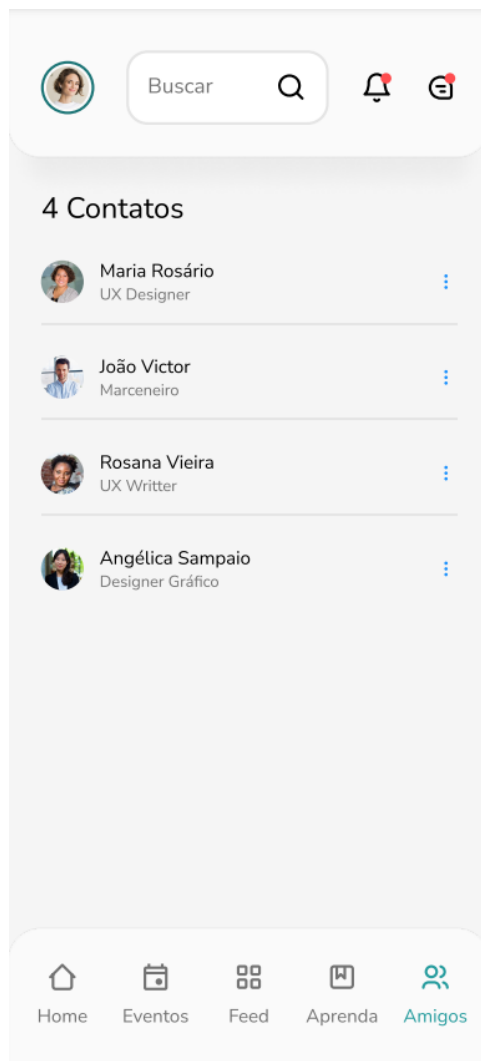 Buscar
4 Contatos
Maria Rosário
UX Designer
João Victor
Marceneiro
Rosana Vieira
UX Writter
Angélica Sampaio
Designer Gráfico
Home
Eventos
Feed
Aprenda
Amigos